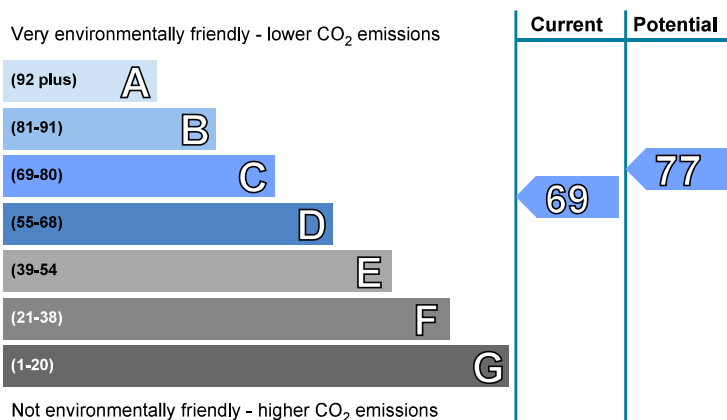 Very environmentally friendly - lower CO2 emissions
Current
Potential
(92 plus) A
(81-91) B
(69-80) C
(55-68) D
(39-54 E
(21-38) F
(1-20) G
69
77
Not environmentally friendly - higher CO2 emissions